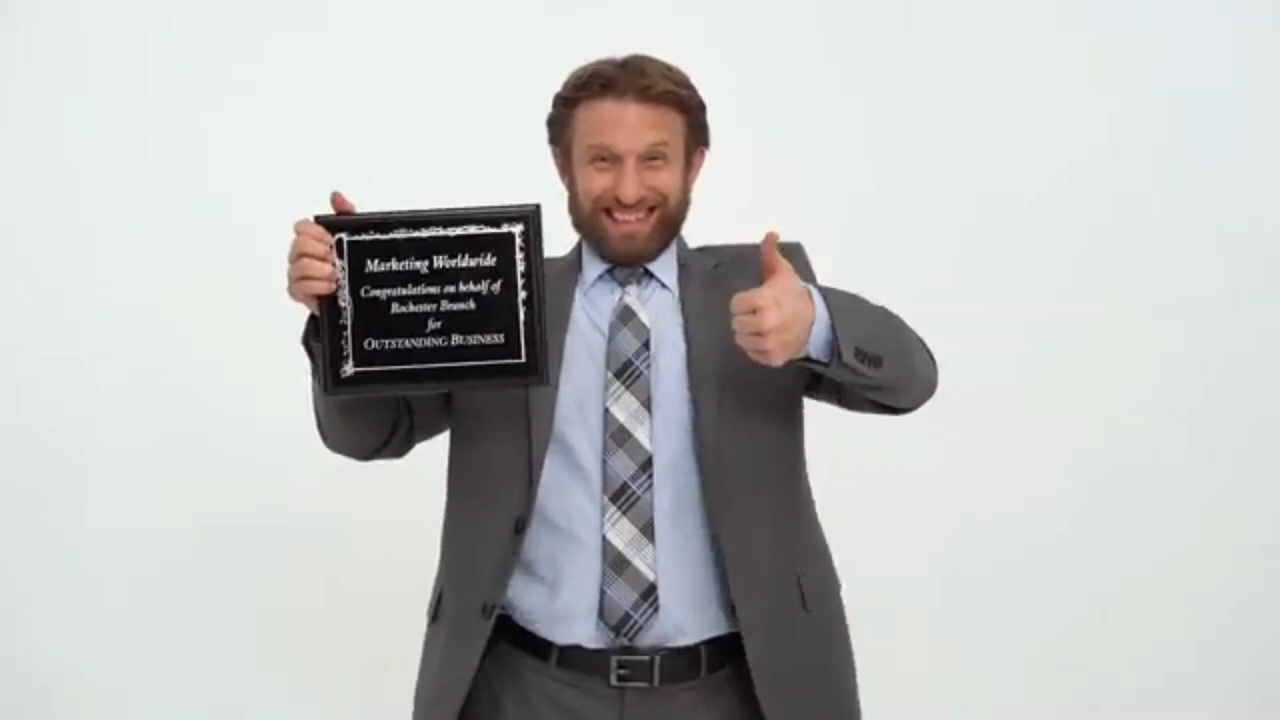 Marketing Worldwide
Congratulations on behalf of
Rochester Branch
for
OUTSTANDING BUSINESS